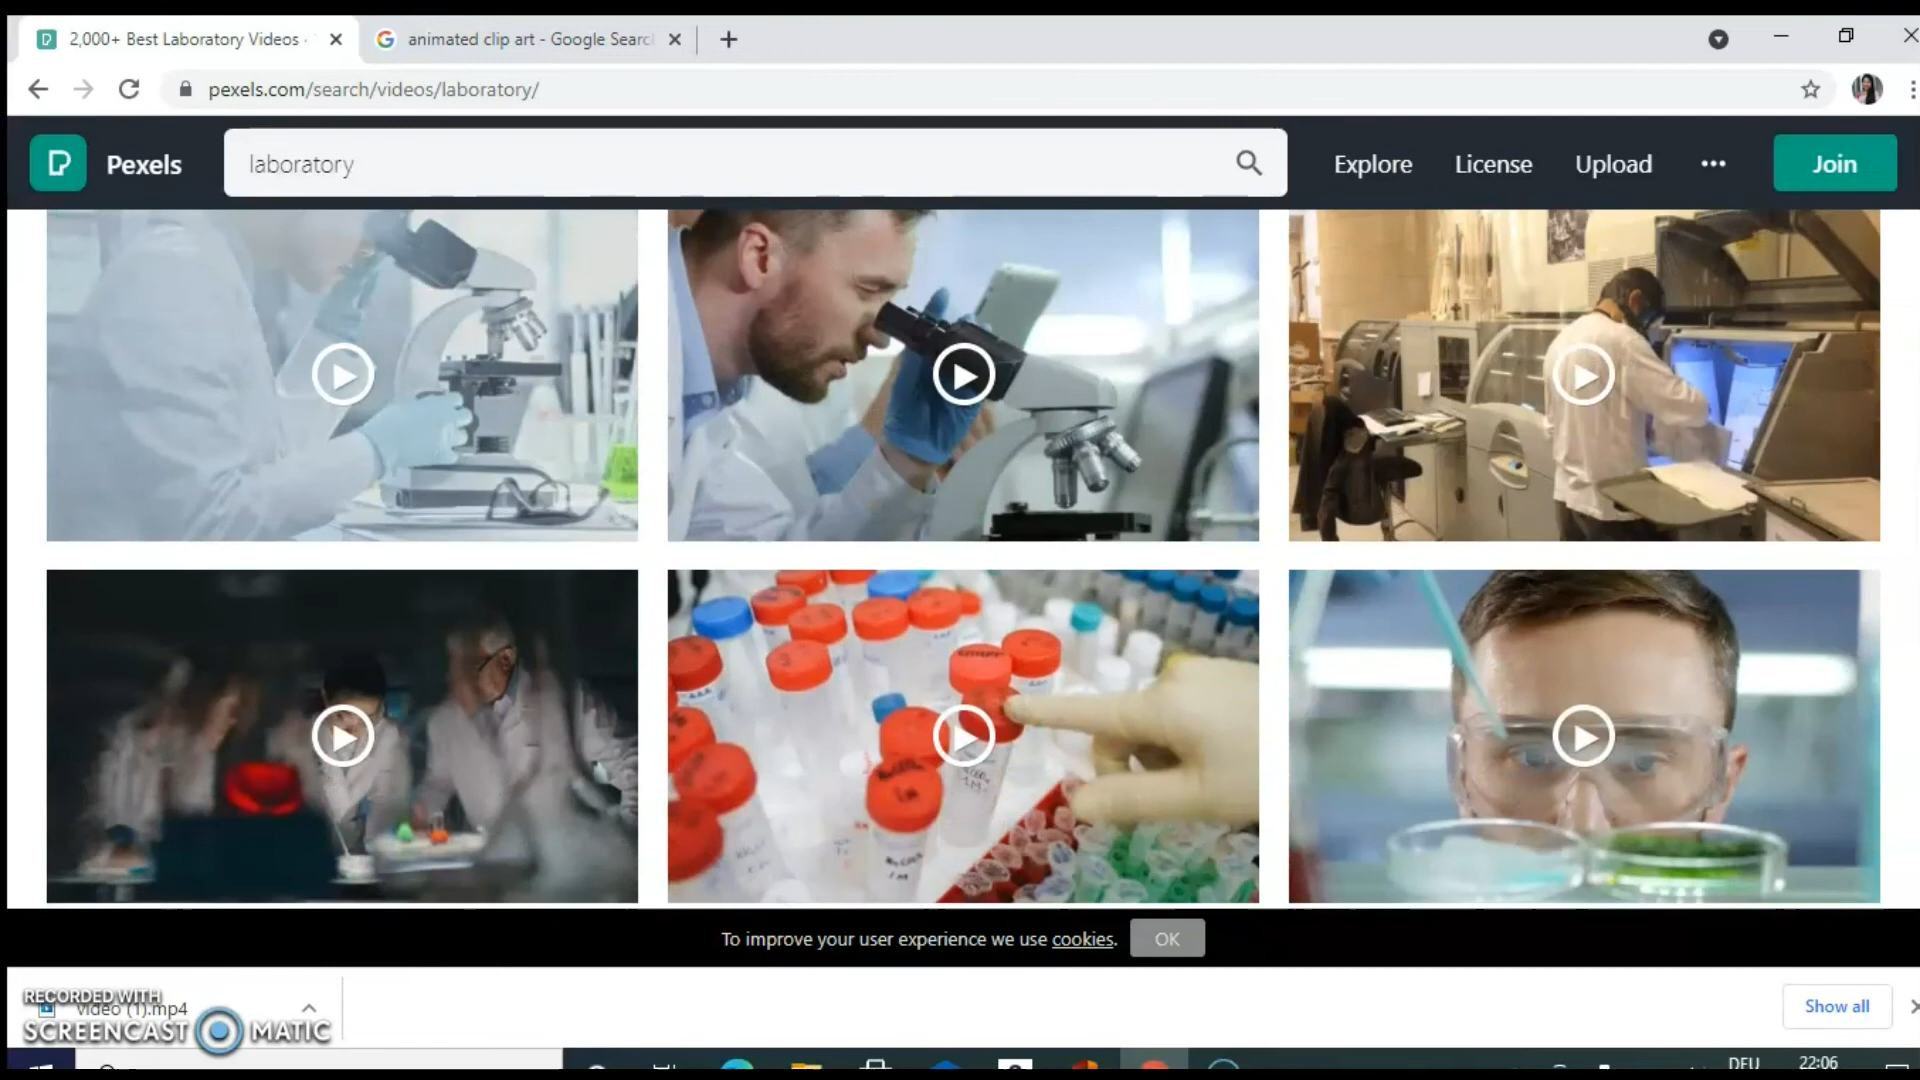 2,000+ Best Laboratory Videos ·
animated clip art - Google Searc
pexels.com/search/videos/laboratory/
Pexels
laboratory
Explore
License
Upload
Join
To improve your user experience we use cookies.
OK
video (1).mp4
RECORDED WITH
SCREENCAST MATIC
Show all
DEU
22:06